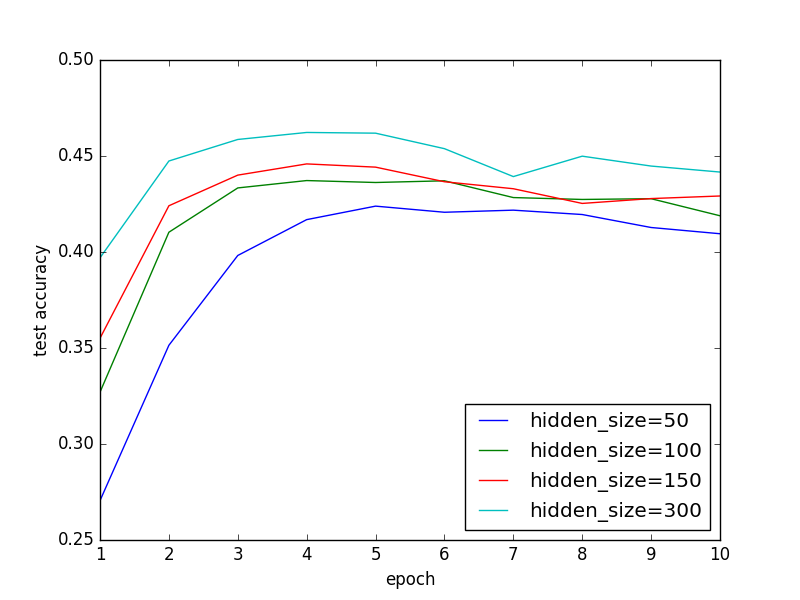 0.50
0.45
0.40
0.35
0.30
0.25
test accuracy
hidden_size=50
hidden_size=100
hidden_size=150
hidden_size=300
1 2 3 4 5 6 7 8 9 10
epoch